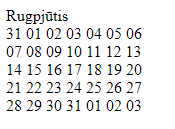 Rugpjūtis
31 01 02 03 04 05 06
07 08 09 10 11 12 13
14 15 16 17 18 19 20
21 22 23 24 25 26 27
28 29 30 31 01 02 03